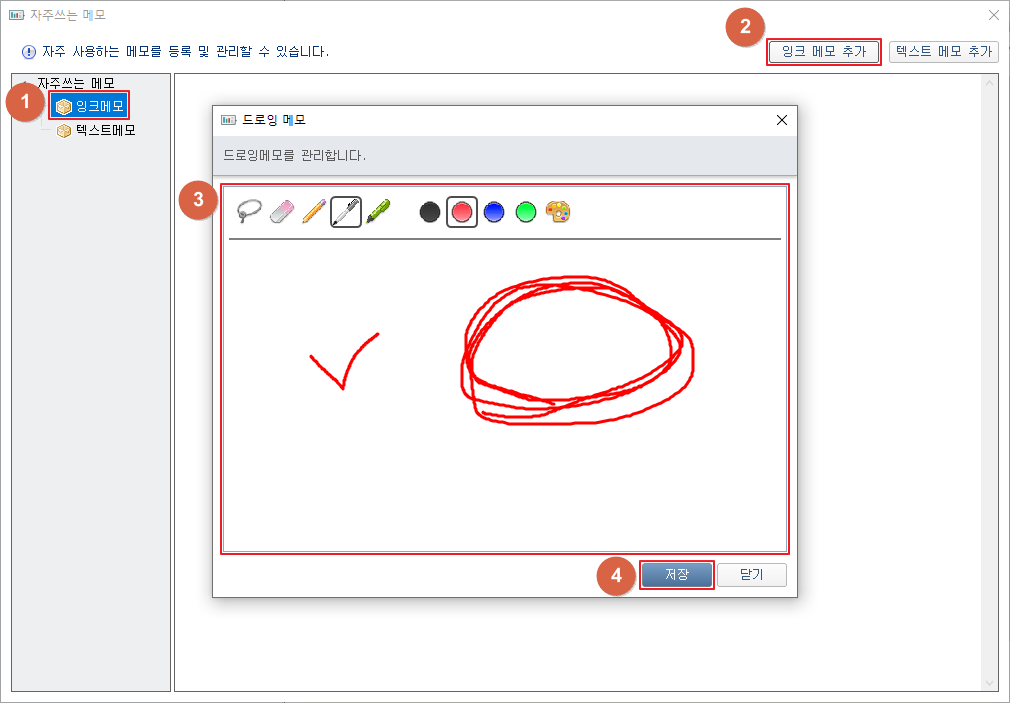 자주쓰는 메모
자주 사용하는 메모를 등록 및 관리할 수 있습니다.
2
잉크 메모 추가
텍스트 메모 추가
자주쓰는 메모
1
잉크메모
텍스트메모
드로잉 메모
드로잉메모를 관리합니다.
3
4
저장
닫기